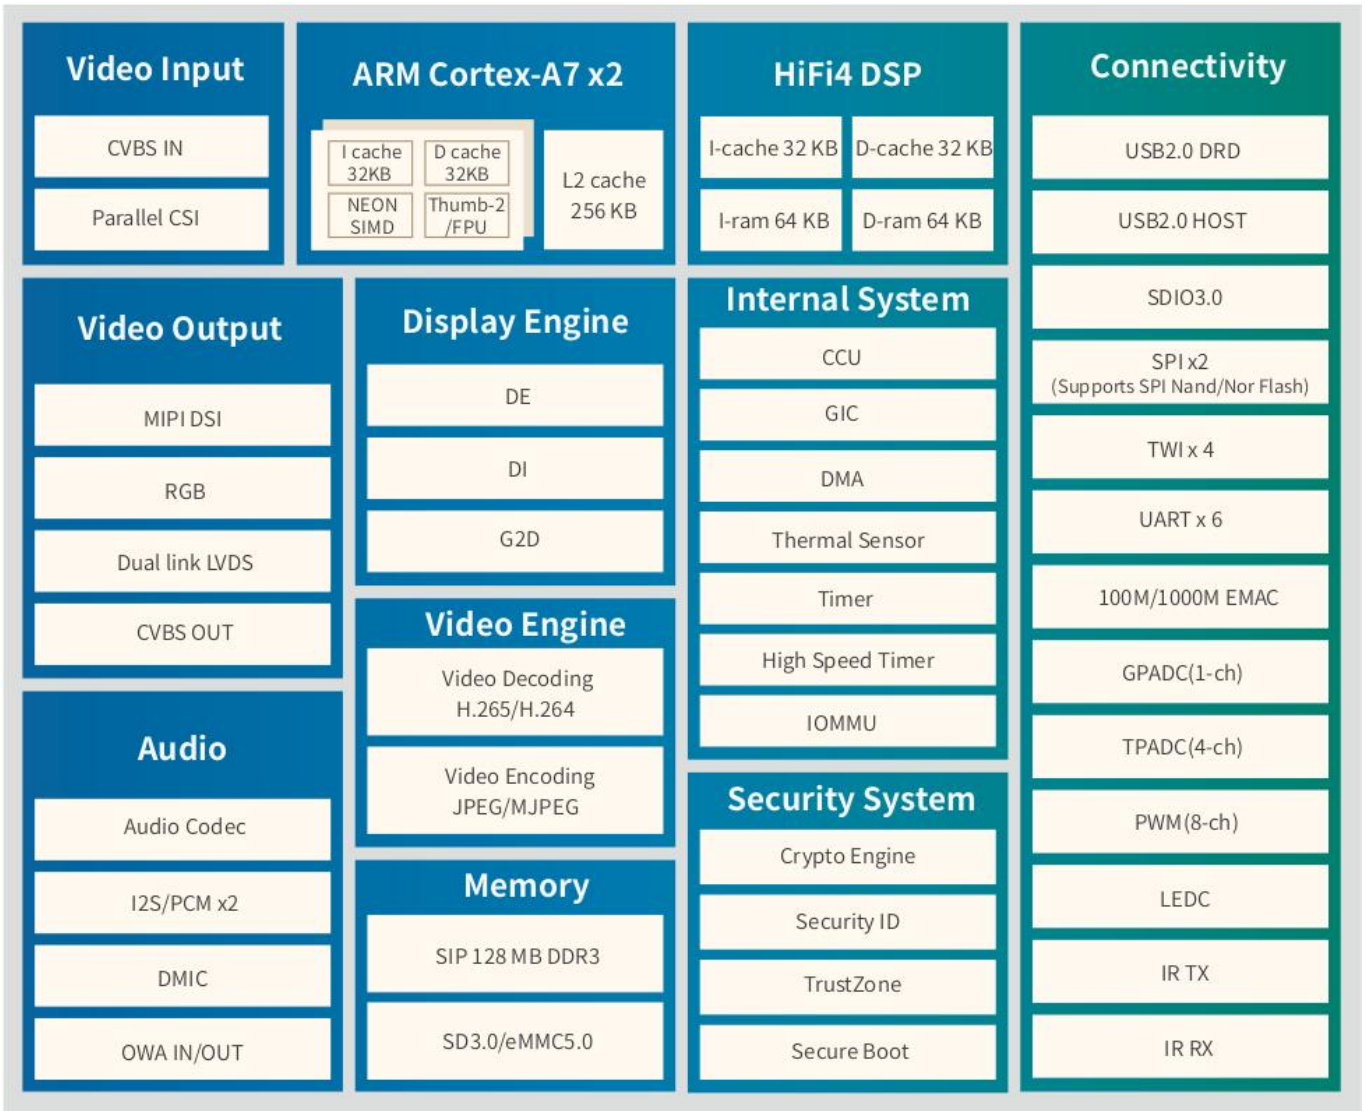 Video Input
CVBS IN
Parallel CSI
ARM Cortex-A7 x2
I cache
32KB
D cache
32KB
NEON
SIMD
Thumb-2
/FPU
L2 cache
256 KB
HiFi4 DSP
I-cache 32 KB
D-cache 32 KB
I-ram 64 KB
D-ram 64 KB
Connectivity
USB2.0 DRD
USB2.0 HOST
SDIO3.0
SPI x2
(Supports SPI Nand/Nor Flash)
TWI x 4
UART x 6
100M/1000M EMAC
GPADC(1-ch)
TPADC(4-ch)
PWM(8-ch)
LEDC
IR TX
IR RX
Video Output
MIPI DSI
RGB
Dual link LVDS
CVBS OUT
Display Engine
DE
DI
G2D
Internal System
CCU
GIC
DMA
Thermal Sensor
Timer
High Speed Timer
IOMMU
Video Engine
Video Decoding
H.265/H.264
Video Encoding
JPEG/MJPEG
Audio
Audio Codec
I2S/PCM x2
DMIC
OWA IN/OUT
Memory
SIP 128 MB DDR3
SD3.0/eMMC5.0
Security System
Crypto Engine
Security ID
TrustZone
Secure Boot